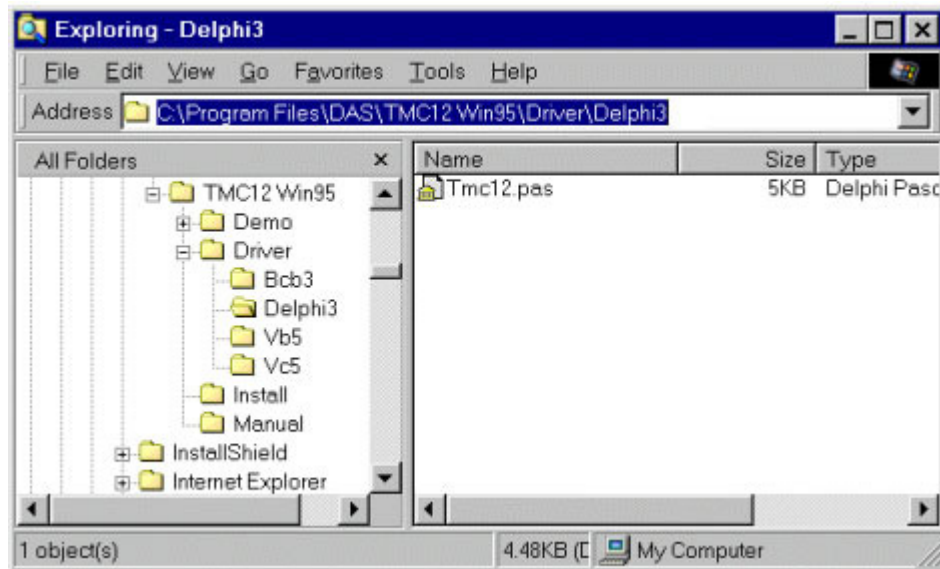 Exploring - Delphi3
File Edit View Go Favorites Tools Help
Address C:\Program Files\DAS\TMC12 Win95\Driver\Delphi3
All Folders
TMC12 Win95
Demo
Driver
Bcb3
Delphi3
Vb5
Vc5
Install
Manual
InstallShield
Internet Explorer
Name Size Type
Tmc12.pas 5KB Delphi Pasc
1 object(s) 4.48KB (D My Computer